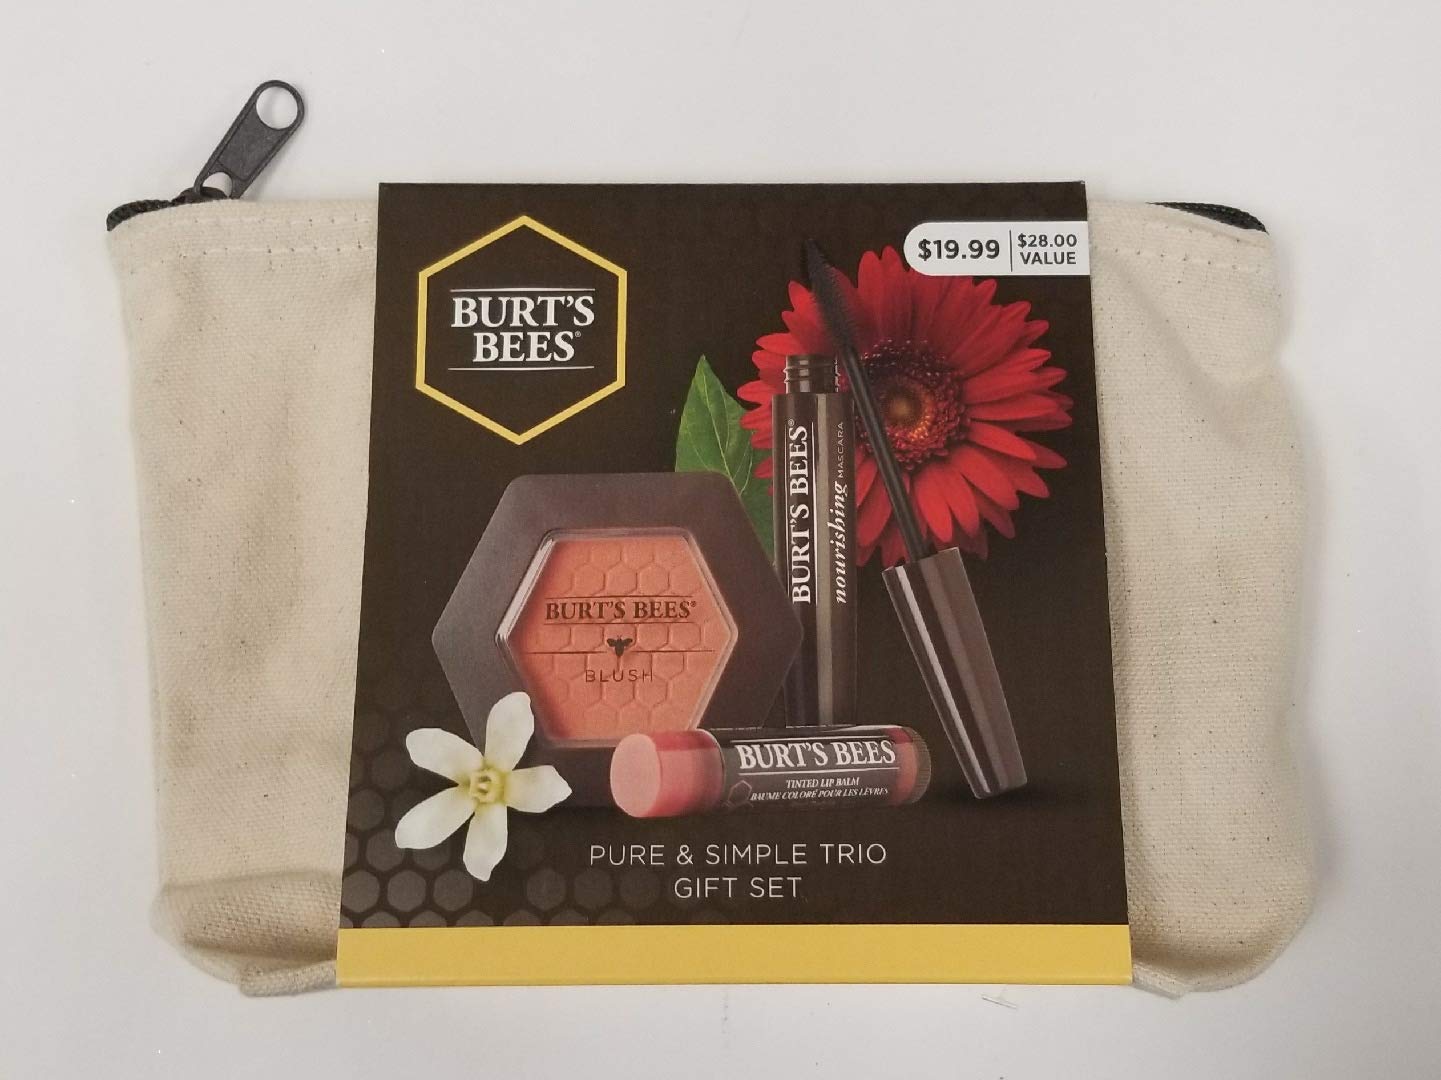 BURT'S
BEES®
$19.99
$28.00
VALUE
BURT'S BEES®
nourishing MASCARA
BURT'S BEES®
BLUSH
BURT'S BEES
TINTED LIP BALM
BAUME COLORÉ POUR LES LÈVRES
PURE & SIMPLE TRIO
GIFT SET